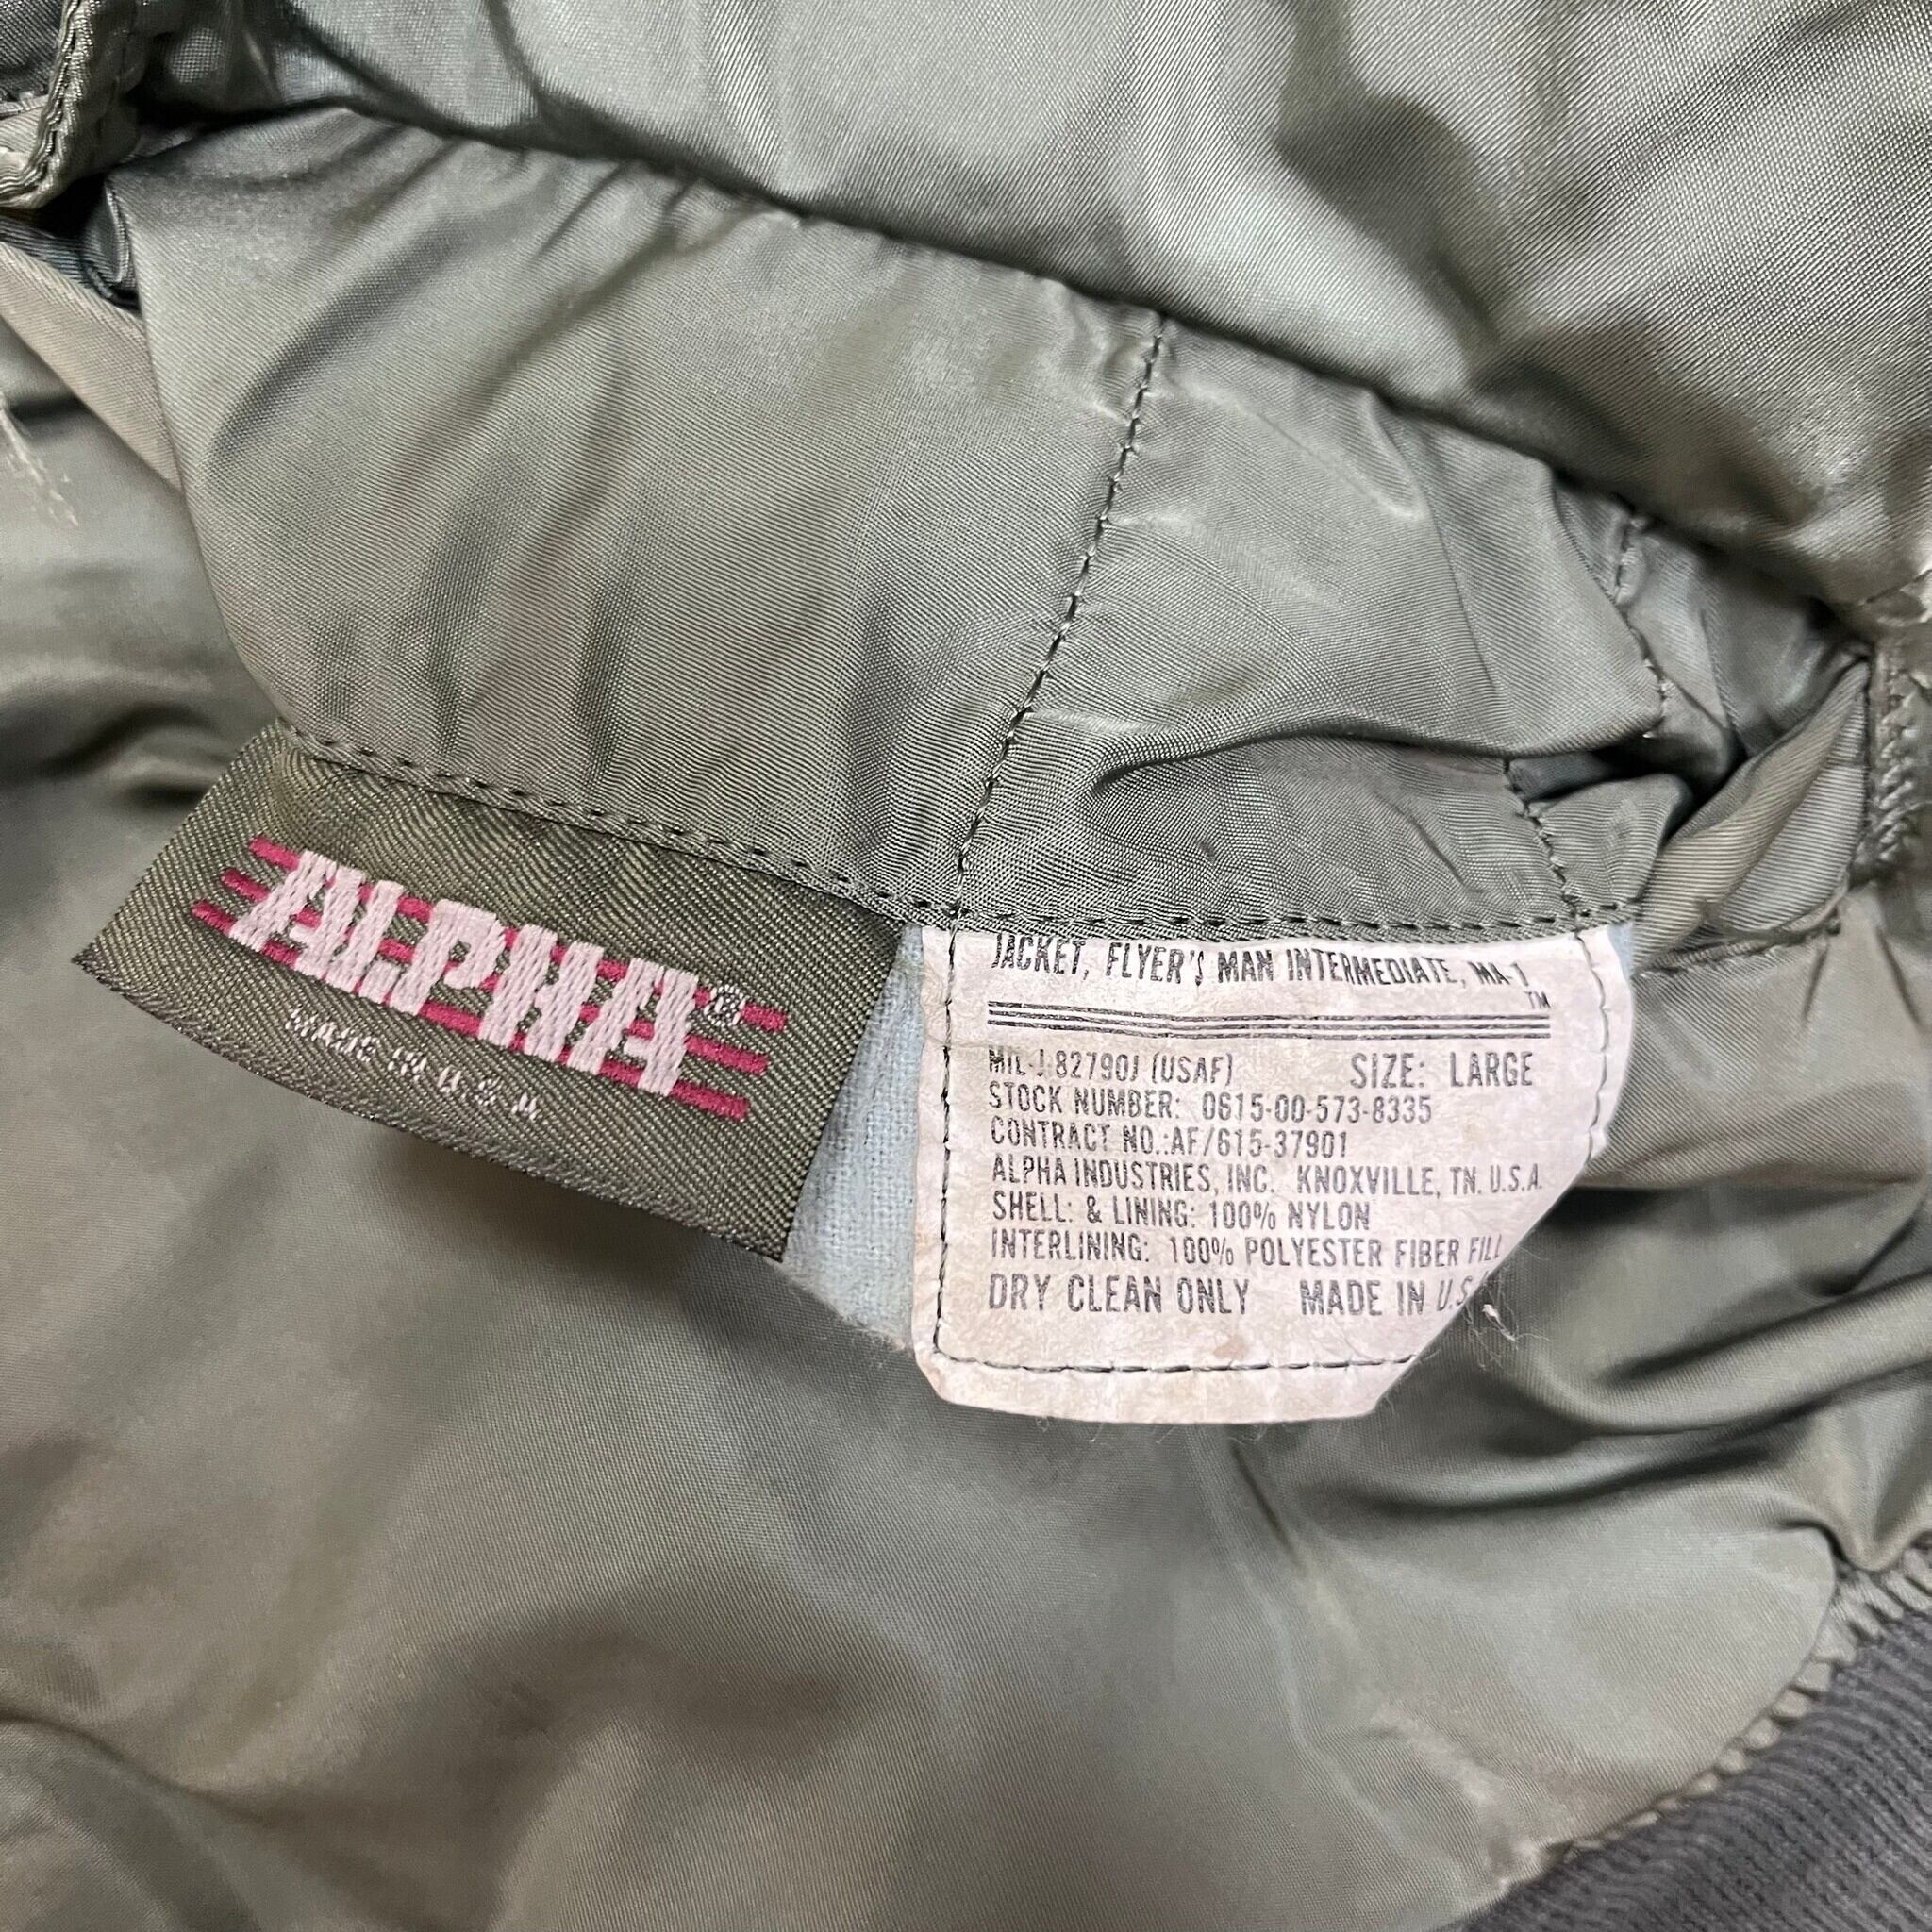 ALPHA®
MADE IN U S A
JACKET, FLYER'S MAN INTERMEDIATE, MA-1
TM
MIL-J-82790J (USAF) SIZE: LARGE
STOCK NUMBER: 0615-00-573-8335
CONTRACT NO.:AF/615-37901
ALPHA INDUSTRIES, INC. KNOXVILLE, TN. U.S.A.
SHELL: & LINING: 100% NYLON
INTERLINING: 100% POLYESTER FIBER FILL
DRY CLEAN ONLY MADE IN U.S.